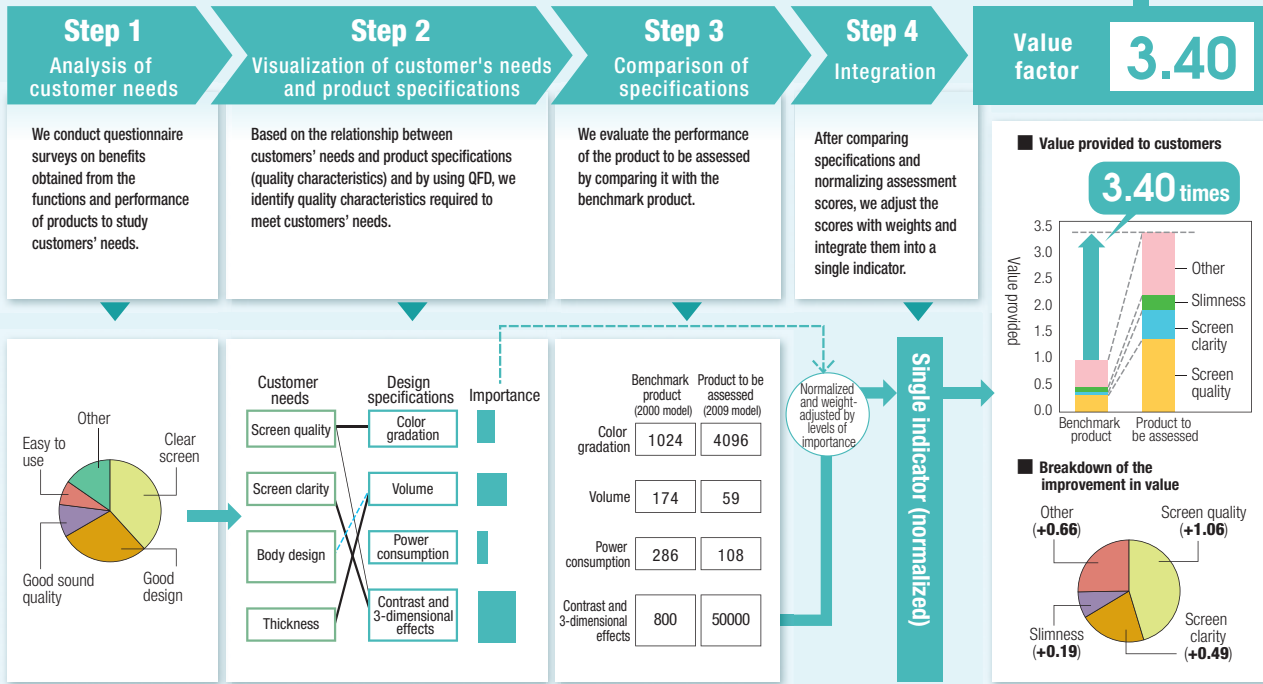 Step 1
Analysis of
customer needs
Step 2
Visualization of customer's needs
and product specifications
Step 3
Comparison of
specifications
Step 4
Integration
Value
factor
3.40
We conduct questionnaire
surveys on benefits
obtained from the
functions and performance
of products to study
customers’ needs.
Based on the relationship between
customers’ needs and product specifications
(quality characteristics) and by using QFD, we
identify quality characteristics required to
meet customers’ needs.
We evaluate the performance
of the product to be assessed
by comparing it with the
benchmark product.
After comparing
specifications and
normalizing assessment
scores, we adjust the
scores with weights and
integrate them into a
single indicator.
Other
Easy to
use
Clear
screen
Good sound
quality
Good
design
Customer
needs
Design
specifications
Importance
Screen quality
Color
gradation
Screen clarity
Volume
Body design
Power
consumption
Thickness
Contrast and
3-dimensional
effects
Benchmark
product
(2000 model)
Product to be
assessed
(2009 model)
Color
gradation
1024
4096
Volume
174
59
Power
consumption
286
108
Contrast and
3-dimensional
effects
800
50000
Normalized
and weight-
adjusted by
levels of
importance
Single indicator (normalized)
■ Value provided to customers
3.40 times
Value provided
3.5
3.0
2.5
2.0
1.5
1.0
0.5
0.0
Other
Slimness
Screen
clarity
Screen
quality
Benchmark
product
Product to
be assessed
■ Breakdown of the
improvement in value
Other
(+0.66)
Screen quality
(+1.06)
Slimness
(+0.19)
Screen
clarity
(+0.49)